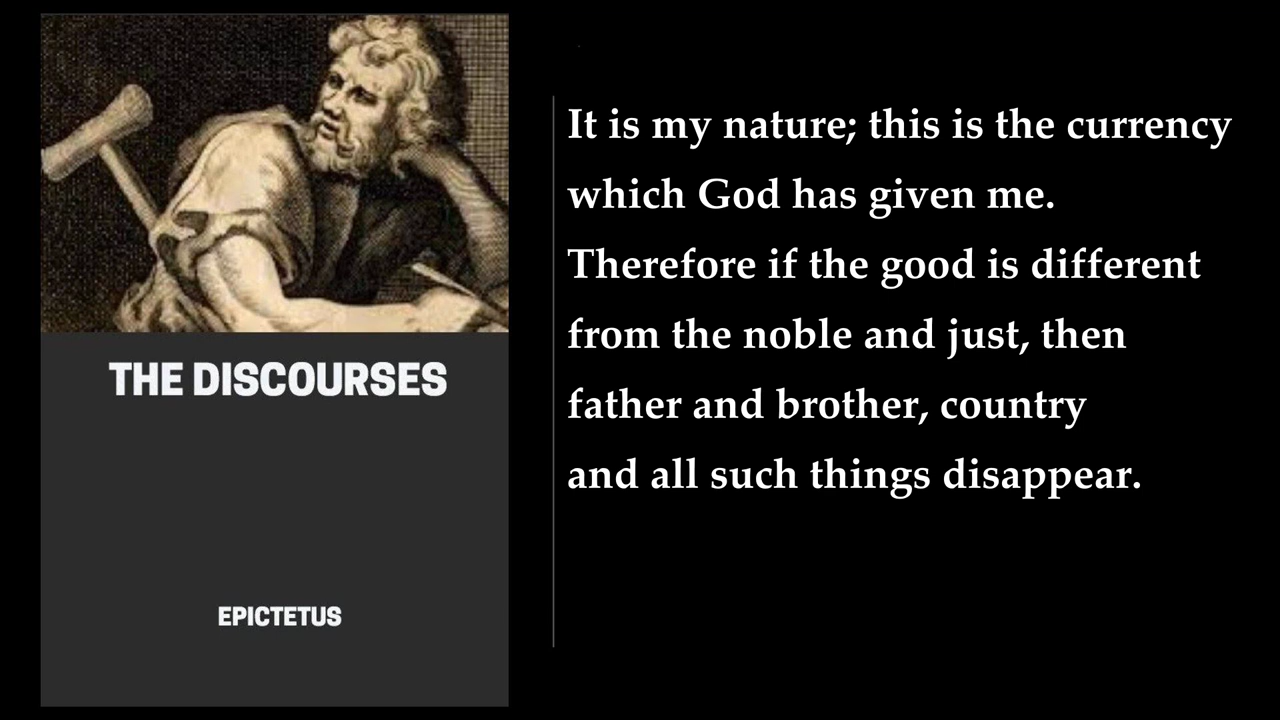 THE DISCOURSES
EPICTETUS
It is my nature; this is the currency
which God has given me.
Therefore if the good is different
from the noble and just, then
father and brother, country
and all such things disappear.